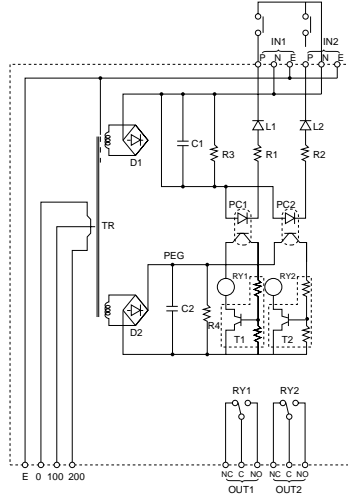 IN1 IN2
P N E P N E
L1 L2
C1 R3 R1 R2
D1
PC1 PC2
TR
PEG
RY1 RY2
C2
R4
D2 T1 T2
RY1 RY2
E 0 100 200 NC C NO NC C NO
OUT1 OUT2